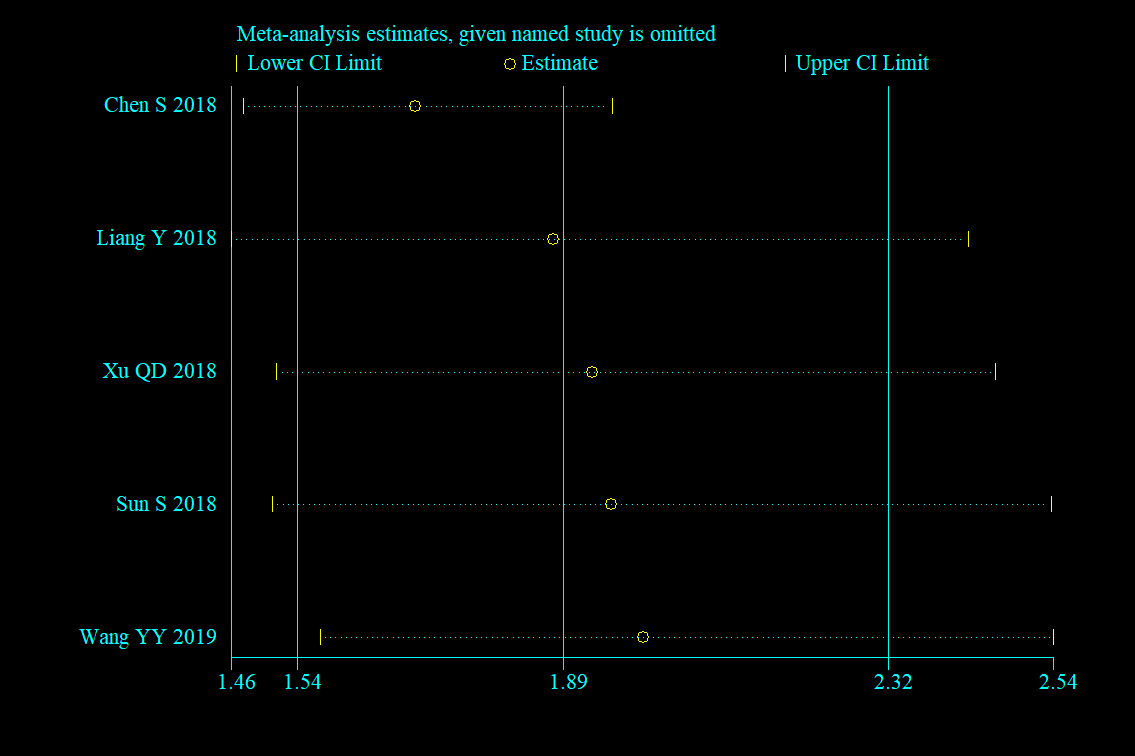 Meta-analysis estimates, given named study is omitted
Lower CI Limit Estimate Upper CI Limit
Chen S 2018
Liang Y 2018
Xu QD 2018
Sun S 2018
Wang YY 2019
1.46 1.54 1.89 2.32 2.54